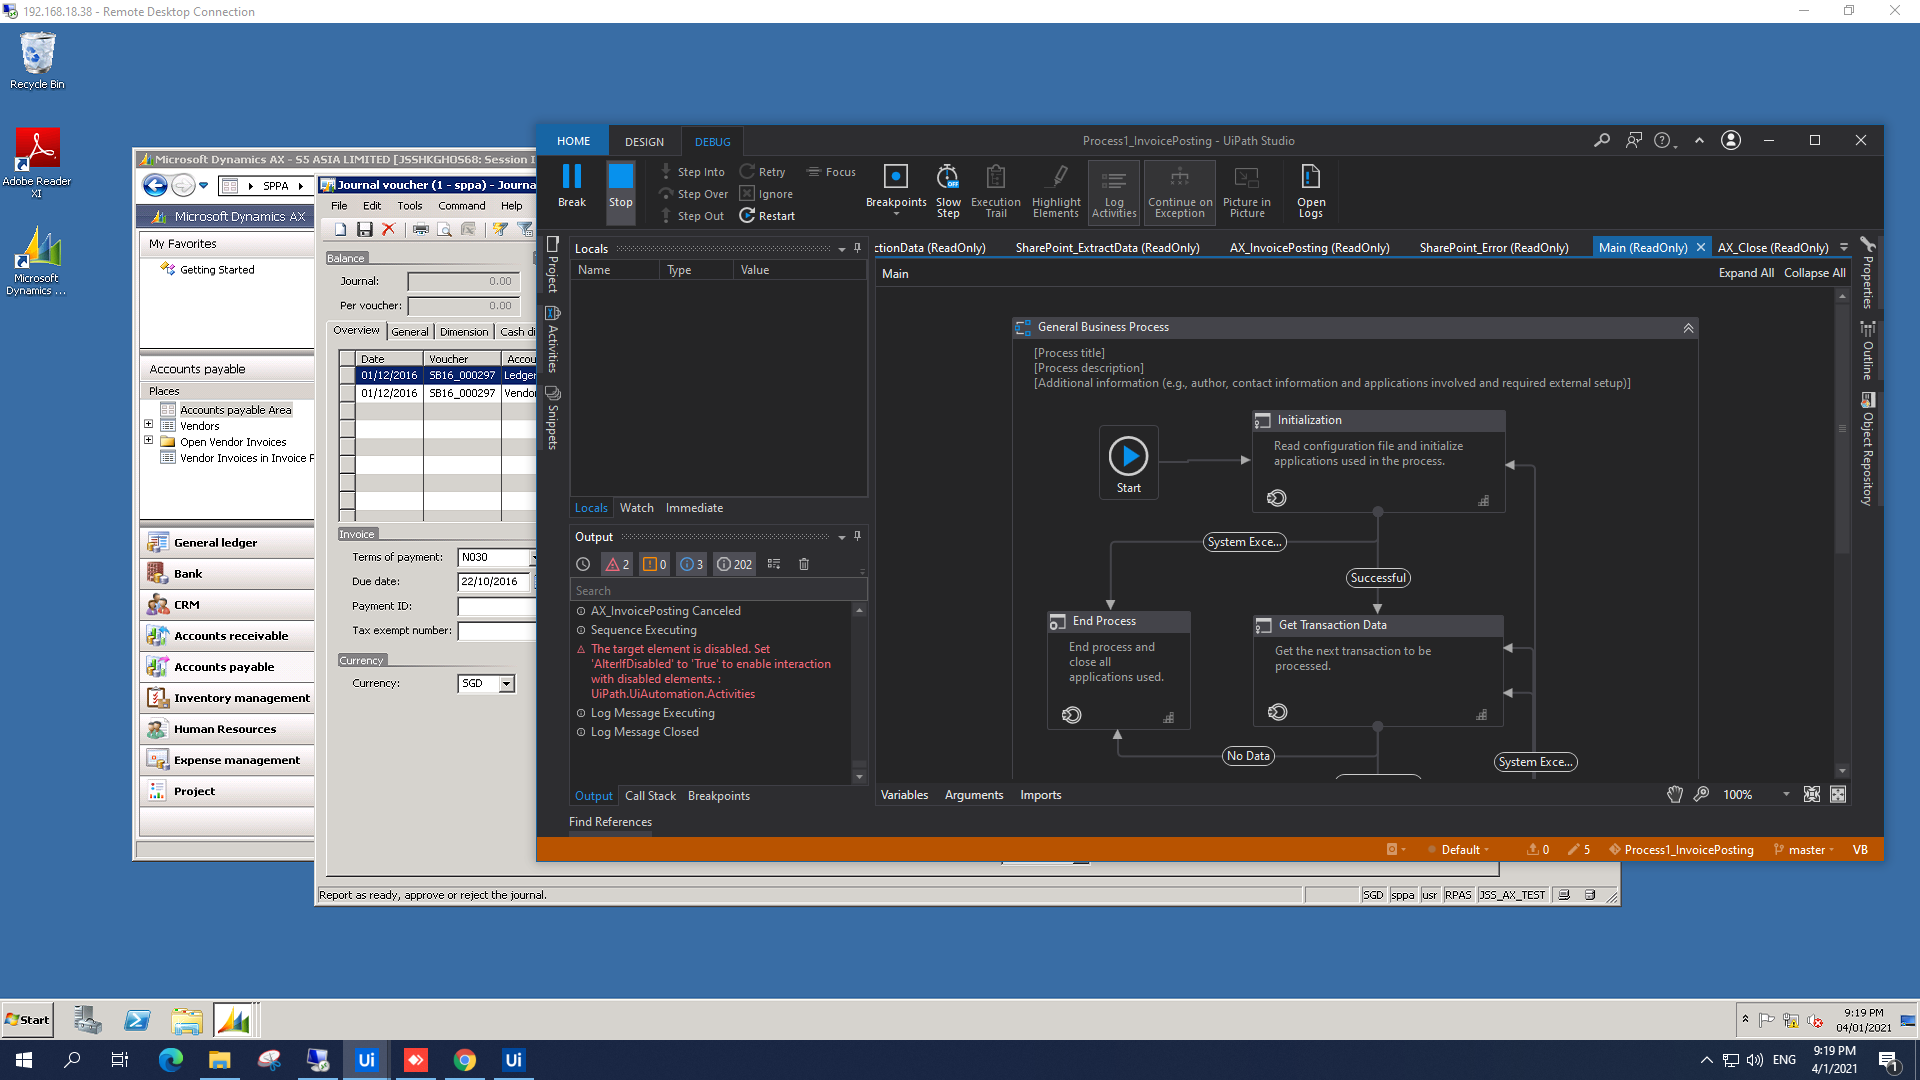 192.168.18.38 - Remote Desktop Connection
Recycle Bin
Adobe Reader
XI
Microsoft
Dynamics ...
Microsoft Dynamics AX - S5 ASIA LIMITED [JSSHKGHOS68: Session I
SPPA
Microsoft Dynamics AX
My Favorites
Getting Started
Accounts payable
Places
Accounts payable Area
Vendors
Open Vendor Invoices
Vendor Invoices in Invoice F
General ledger
Bank
CRM
Accounts receivable
Accounts payable
Inventory management
Human Resources
Expense management
Project
Journal voucher (1 - sppa) - Journa
File Edit Tools Command Help
Balance
Journal: 0.00
Per voucher: 0.00
Overview General Dimension Cash di
Date Voucher Accou
01/12/2016 SB16_000297 Ledger
01/12/2016 SB16_000297 Vendo
Invoice
Terms of payment: N030
Due date: 22/10/2016
Payment ID:
Tax exempt number:
Currency
Currency: SGD
Report as ready, approve or reject the journal.
SGD sppa usr RPAS JSS_AX_TEST
HOME DESIGN DEBUG
Process1_InvoicePosting - UiPath Studio
Break
Stop
Step Into
Step Over
Step Out
Retry
Ignore
Restart
Focus
Breakpoints
Slow
Step
OFF
Execution
Trail
Highlight
Elements
Log
Activities
Continue on
Exception
Picture in
Picture
Open
Logs
Project
Activities
Snippets
Locals
Name Type Value
Locals Watch Immediate
Output
2 0 3 202
Search
AX_InvoicePosting Canceled
Sequence Executing
The target element is disabled. Set
'AlterIfDisabled' to 'True' to enable interaction
with disabled elements. :
UiPath.UiAutomation.Activities
Log Message Executing
Log Message Closed
Output Call Stack Breakpoints
Find References
ctionData (ReadOnly) SharePoint_ExtractData (ReadOnly) AX_InvoicePosting (ReadOnly) SharePoint_Error (ReadOnly) Main (ReadOnly) AX_Close (ReadOnly)
Main
Expand All Collapse All
General Business Process
[Process title]
[Process description]
[Additional information (e.g., author, contact information and applications involved and required external setup)]
Start
Initialization
Read configuration file and initialize
applications used in the process.
System Exce...
Successful
End Process
End process and
close all
applications used.
Get Transaction Data
Get the next transaction to be
processed.
No Data
System Exce...
Variables Arguments Imports
100%
Properties
Outline
Object Repository
Default 0 5 Process1_InvoicePosting master VB
Start
9:19 PM
04/01/2021
Ui
Ui
ENG
9:19 PM
4/1/2021
1